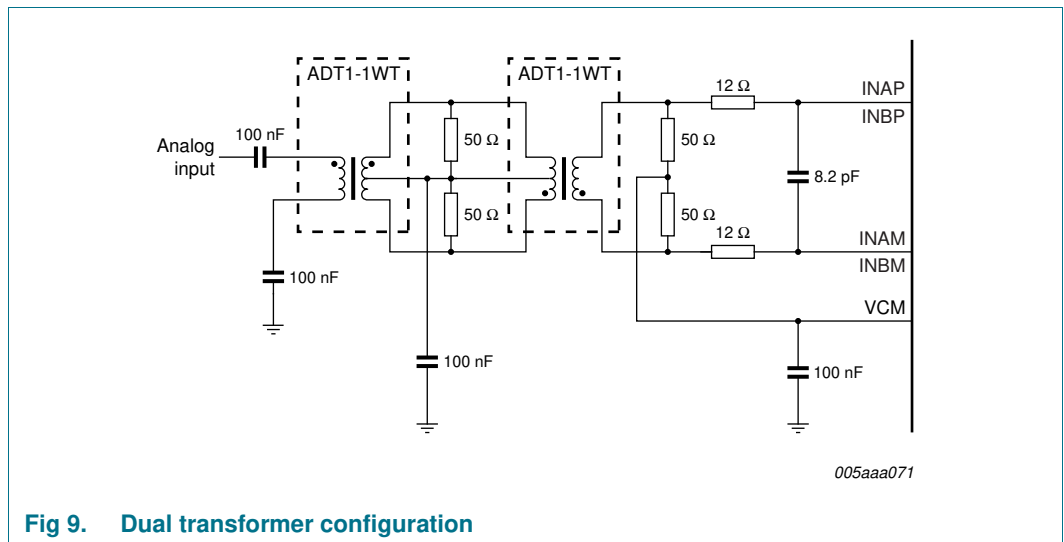 ADT1-1WT
ADT1-1WT
12 Ω
INAP
INBP
100 nF
Analog
input
50 Ω
50 Ω
8.2 pF
50 Ω
50 Ω
12 Ω
INAM
INBM
100 nF
VCM
100 nF
100 nF
005aaa071
Fig 9. Dual transformer configuration